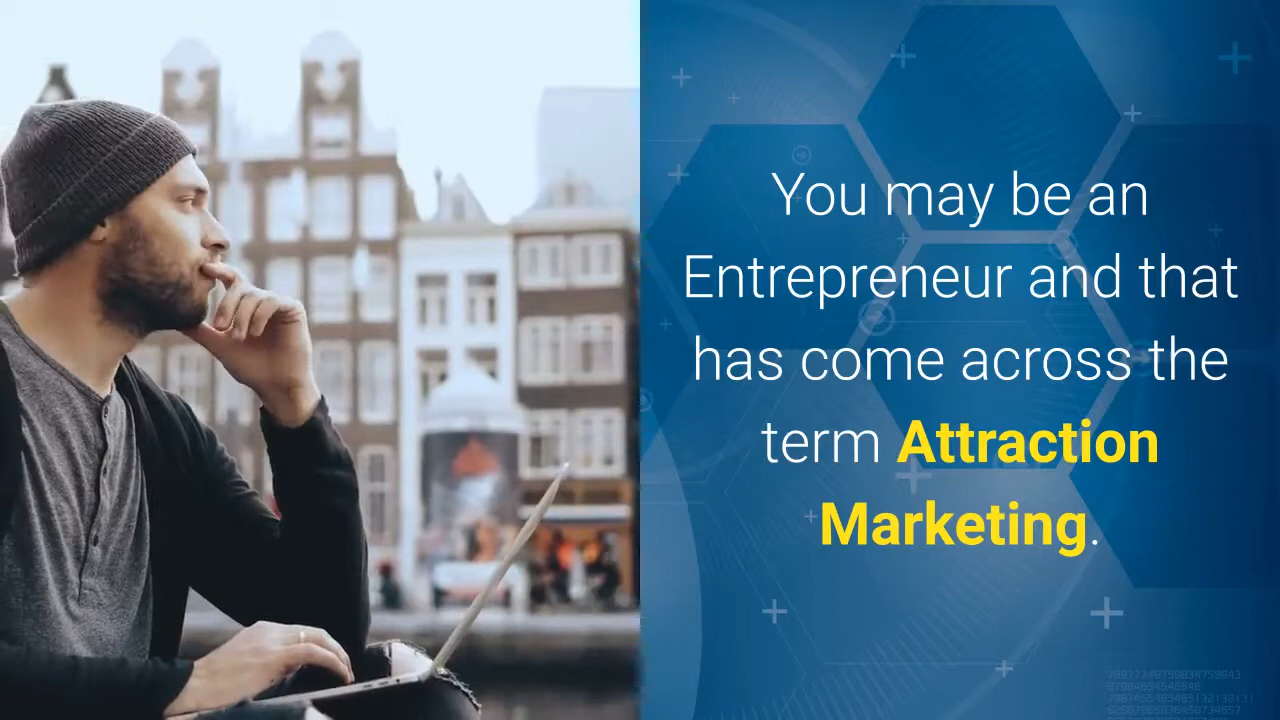 You may be an
Entrepreneur and that
has come across the
term Attraction
Marketing.